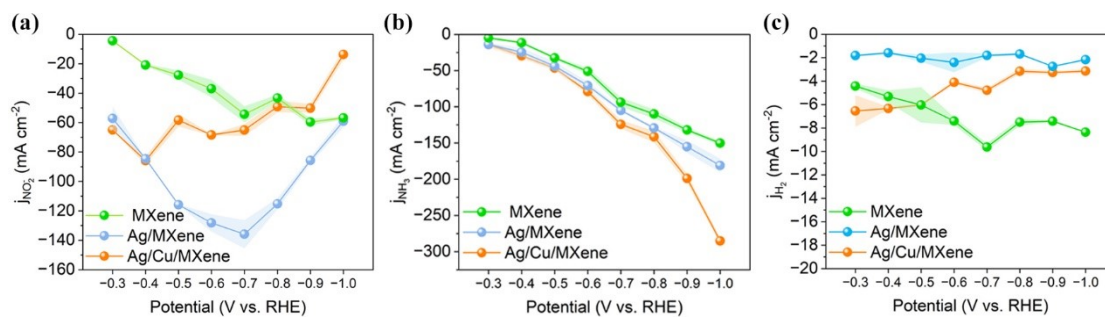 (a)
j NO₂⁻ (mA cm⁻²)
0
−20
−40
−60
−80
−100
−120
−140
−160
MXene
Ag/MXene
Ag/Cu/MXene
−0.3 −0.4 −0.5 −0.6 −0.7 −0.8 −0.9 −1.0
Potential (V vs. RHE)
(b)
j NH₃ (mA cm⁻²)
0
−50
−100
−150
−200
−250
−300
MXene
Ag/MXene
Ag/Cu/MXene
−0.3 −0.4 −0.5 −0.6 −0.7 −0.8 −0.9 −1.0
Potential (V vs. RHE)
(c)
j H₂ (mA cm⁻²)
0
−2
−4
−6
−8
−10
−12
−14
−16
−18
−20
MXene
Ag/MXene
Ag/Cu/MXene
−0.3 −0.4 −0.5 −0.6 −0.7 −0.8 −0.9 −1.0
Potential (V vs. RHE)